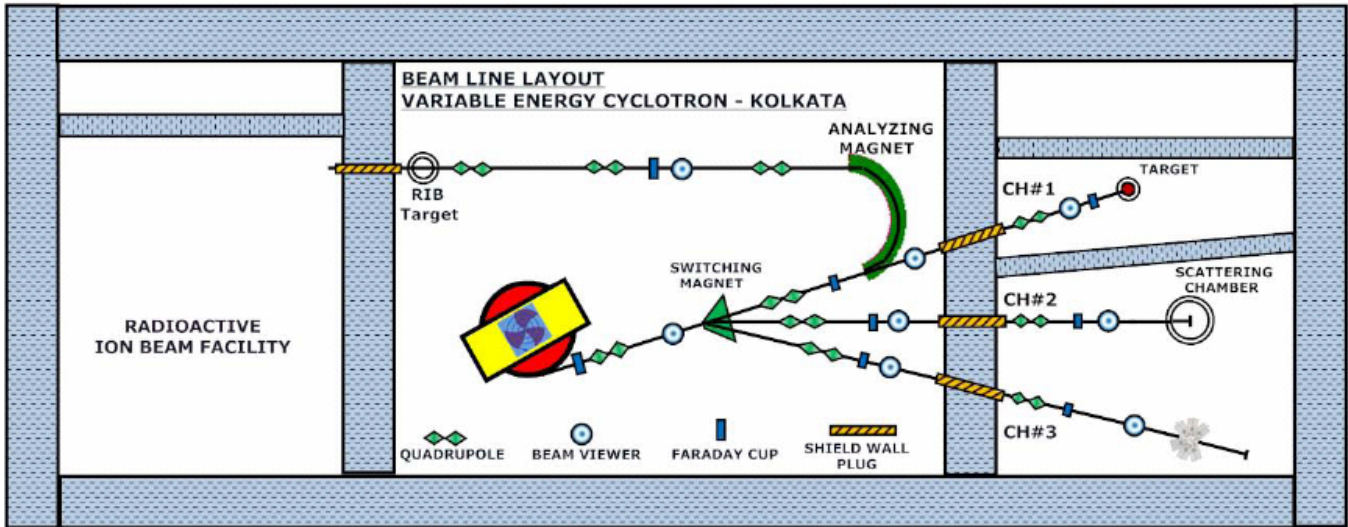 BEAM LINE LAYOUT
VARIABLE ENERGY CYCLOTRON - KOLKATA
ANALYZING
MAGNET
RIB
Target
CH#1
TARGET
SWITCHING
MAGNET
CH#2
SCATTERING
CHAMBER
RADIOACTIVE
ION BEAM FACILITY
CH#3
QUADRUPOLE
BEAM VIEWER
FARADAY CUP
SHIELD WALL
PLUG